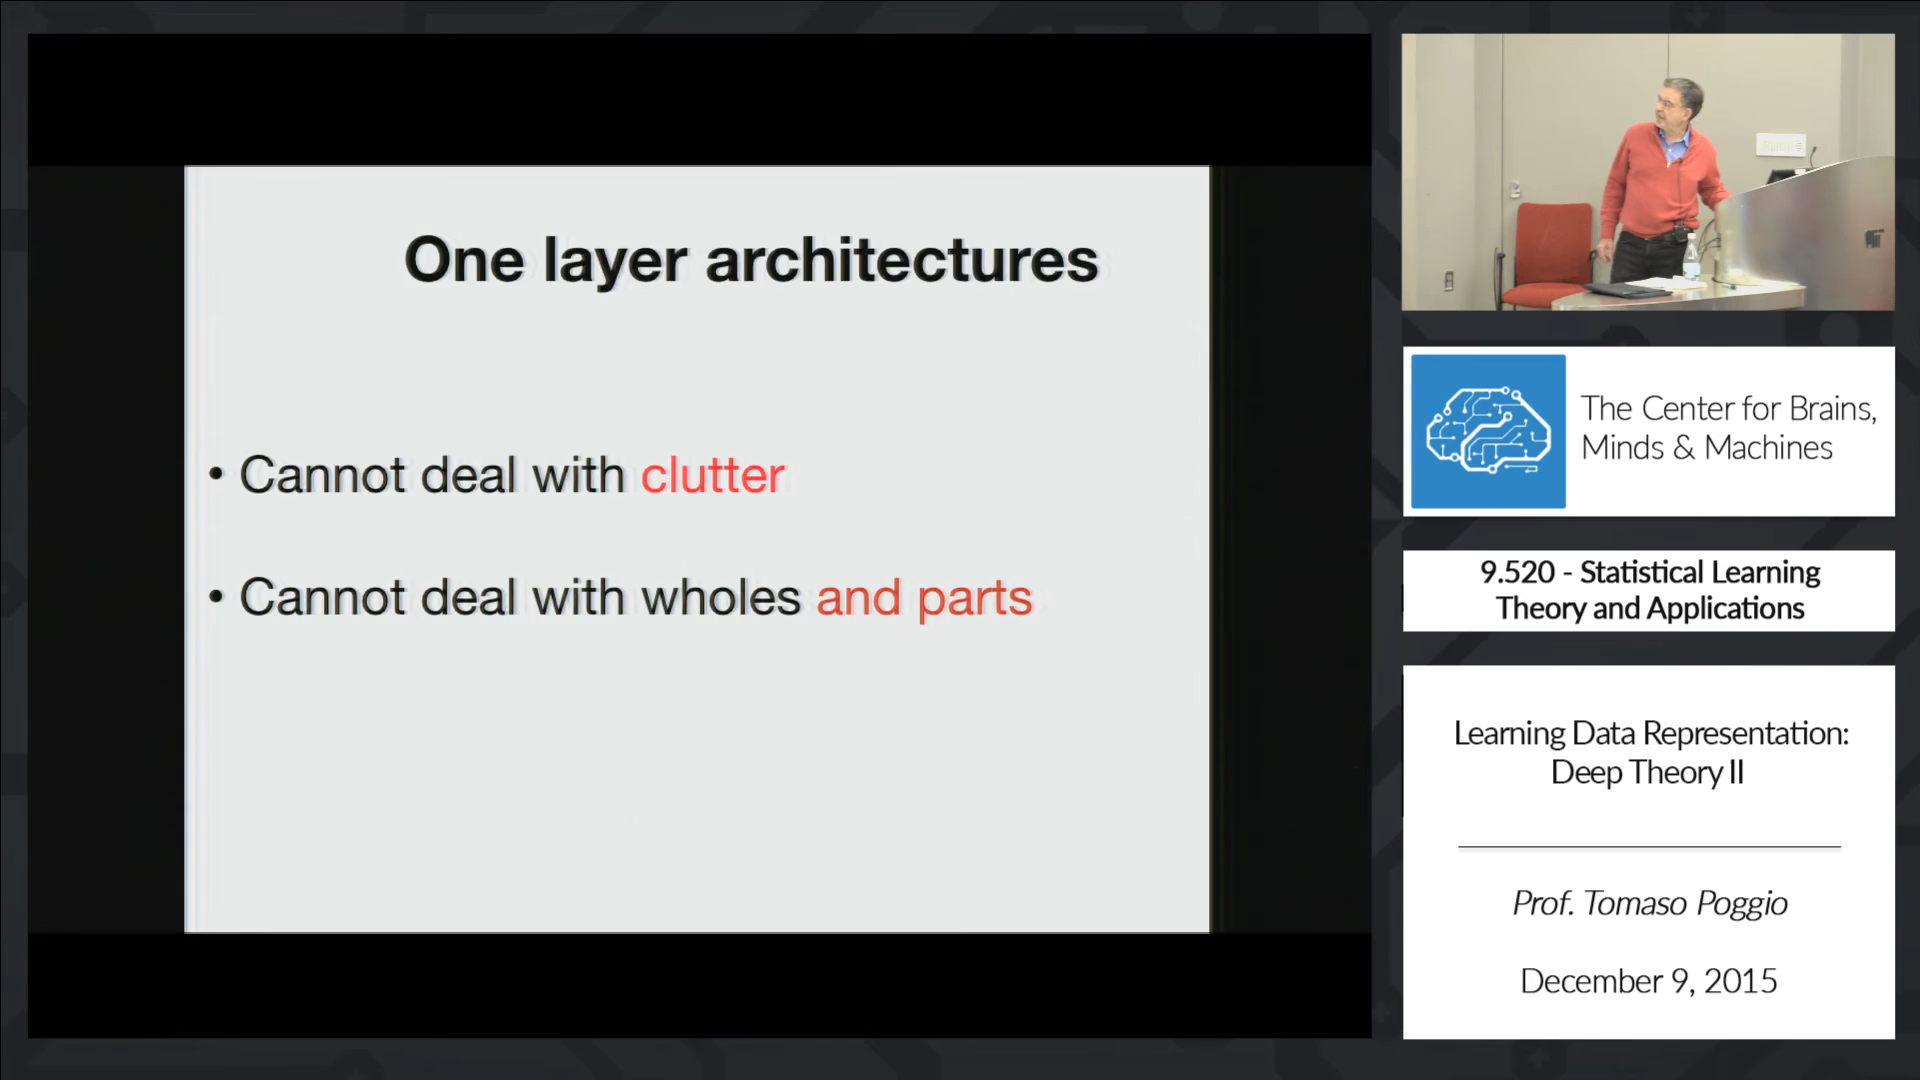 One layer architectures
• Cannot deal with clutter
• Cannot deal with wholes and parts
The Center for Brains,
Minds & Machines
9.520 - Statistical Learning
Theory and Applications
Learning Data Representation:
Deep Theory II
Prof. Tomaso Poggio
December 9, 2015